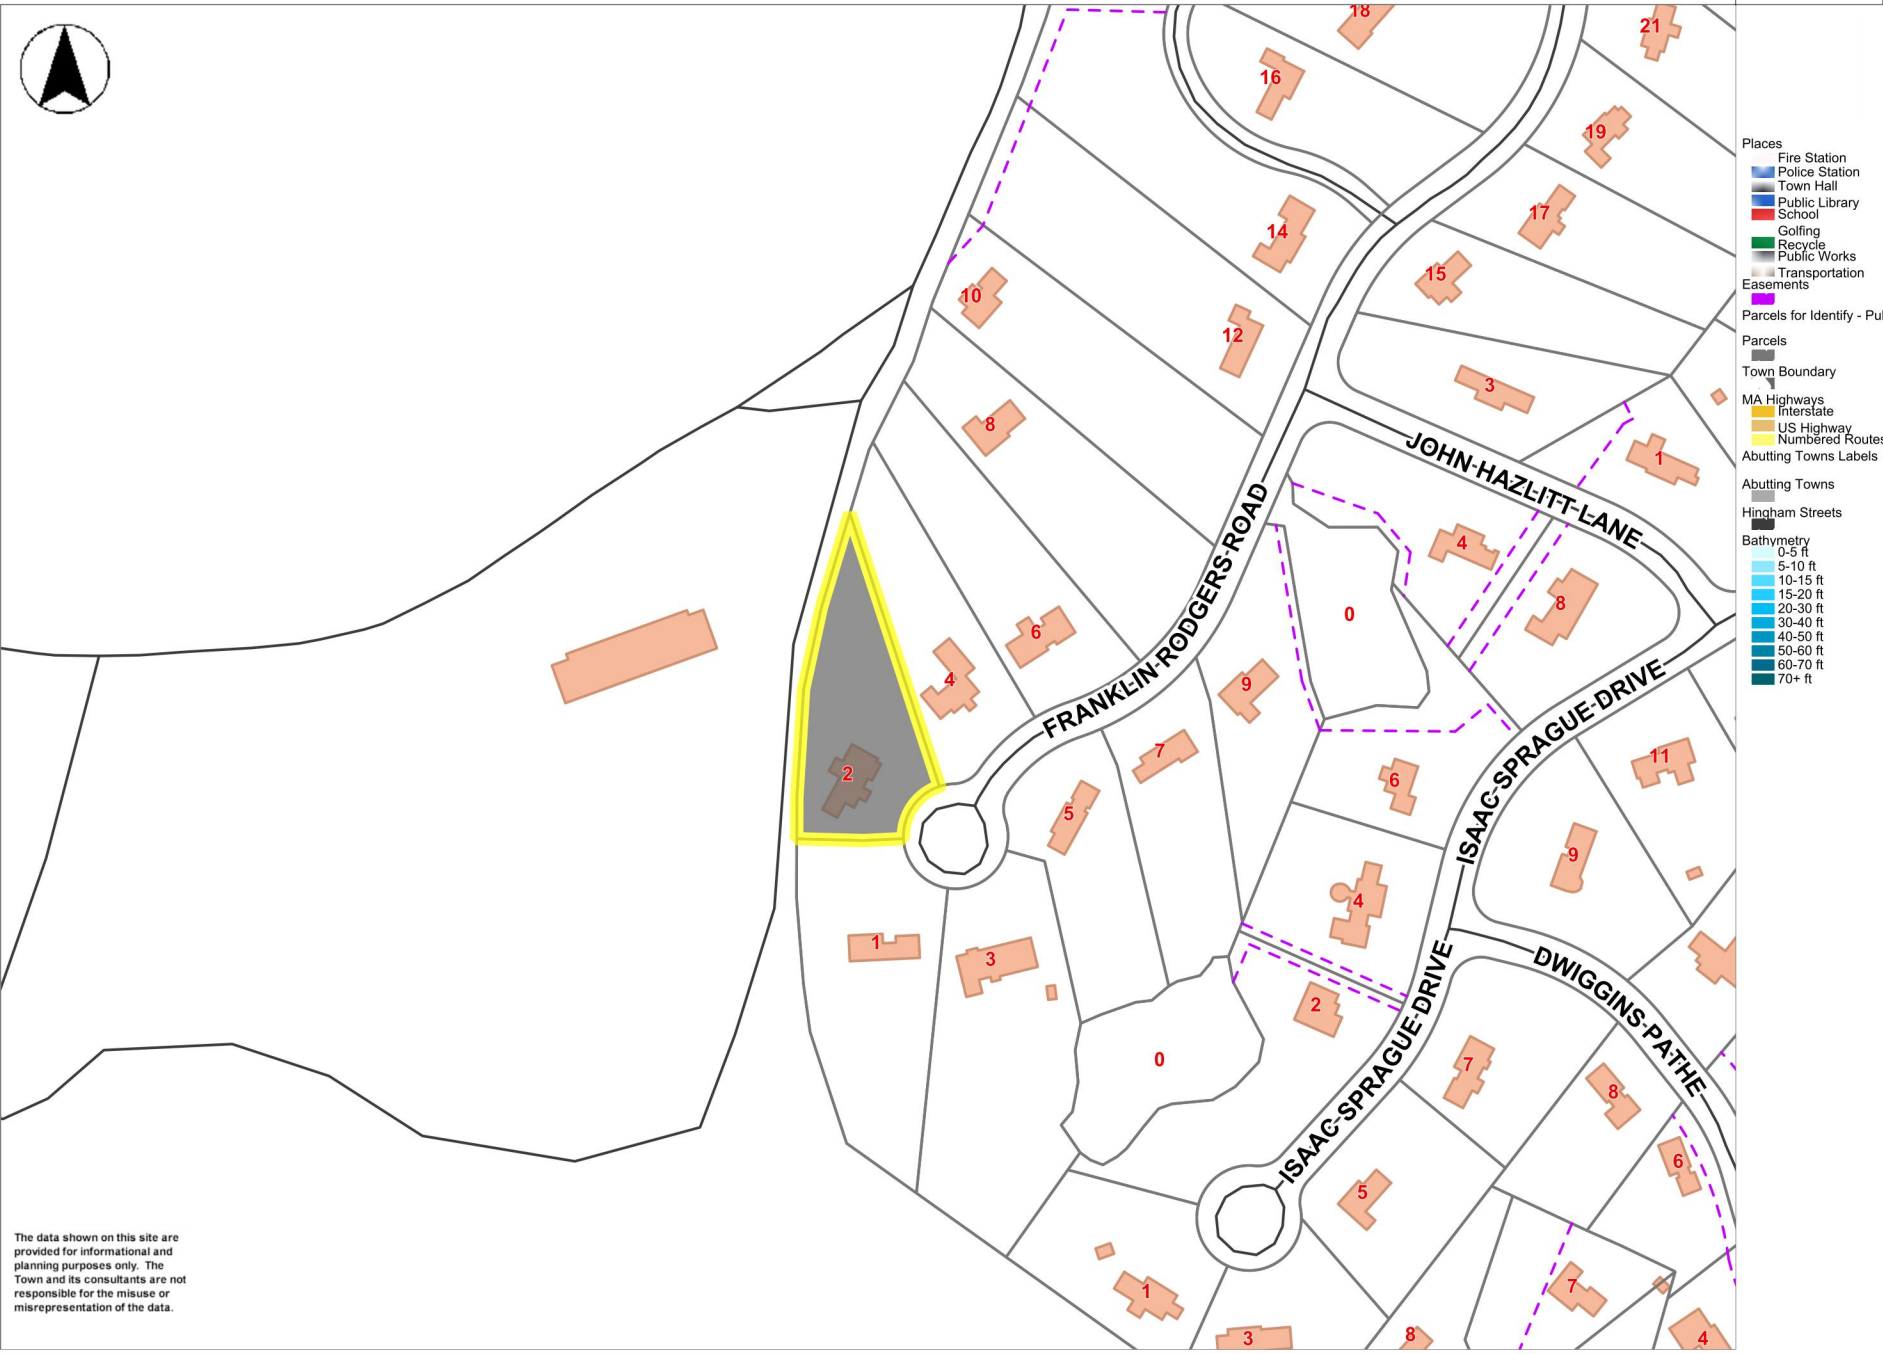 18
21
16
19
17
14
15
10
12
3
8
1
JOHN-HAZLITT-LANE
4
8
0
6
4
9
FRANKLIN-RODGERS-ROAD
ISAAC-SPRAGUE-DRIVE
2
7
6
11
5
9
4
1
3
DWIGGINS-PATHE
2
ISAAC-SPRAGUE-DRIVE
0
7
8
6
5
1
7
3
8
4
Places
Fire Station
Police Station
Town Hall
Public Library
School
Golfing
Recycle
Public Works
Transportation
Easements
Parcels for Identify - Pul
Parcels
Town Boundary
MA Highways
Interstate
US Highway
Numbered Routes
Abutting Towns Labels
Abutting Towns
Hingham Streets
Bathymetry
0-5 ft
5-10 ft
10-15 ft
15-20 ft
20-30 ft
30-40 ft
40-50 ft
50-60 ft
60-70 ft
70+ ft
The data shown on this site are
provided for informational and
planning purposes only. The
Town and its consultants are not
responsible for the misuse or
misrepresentation of the data.